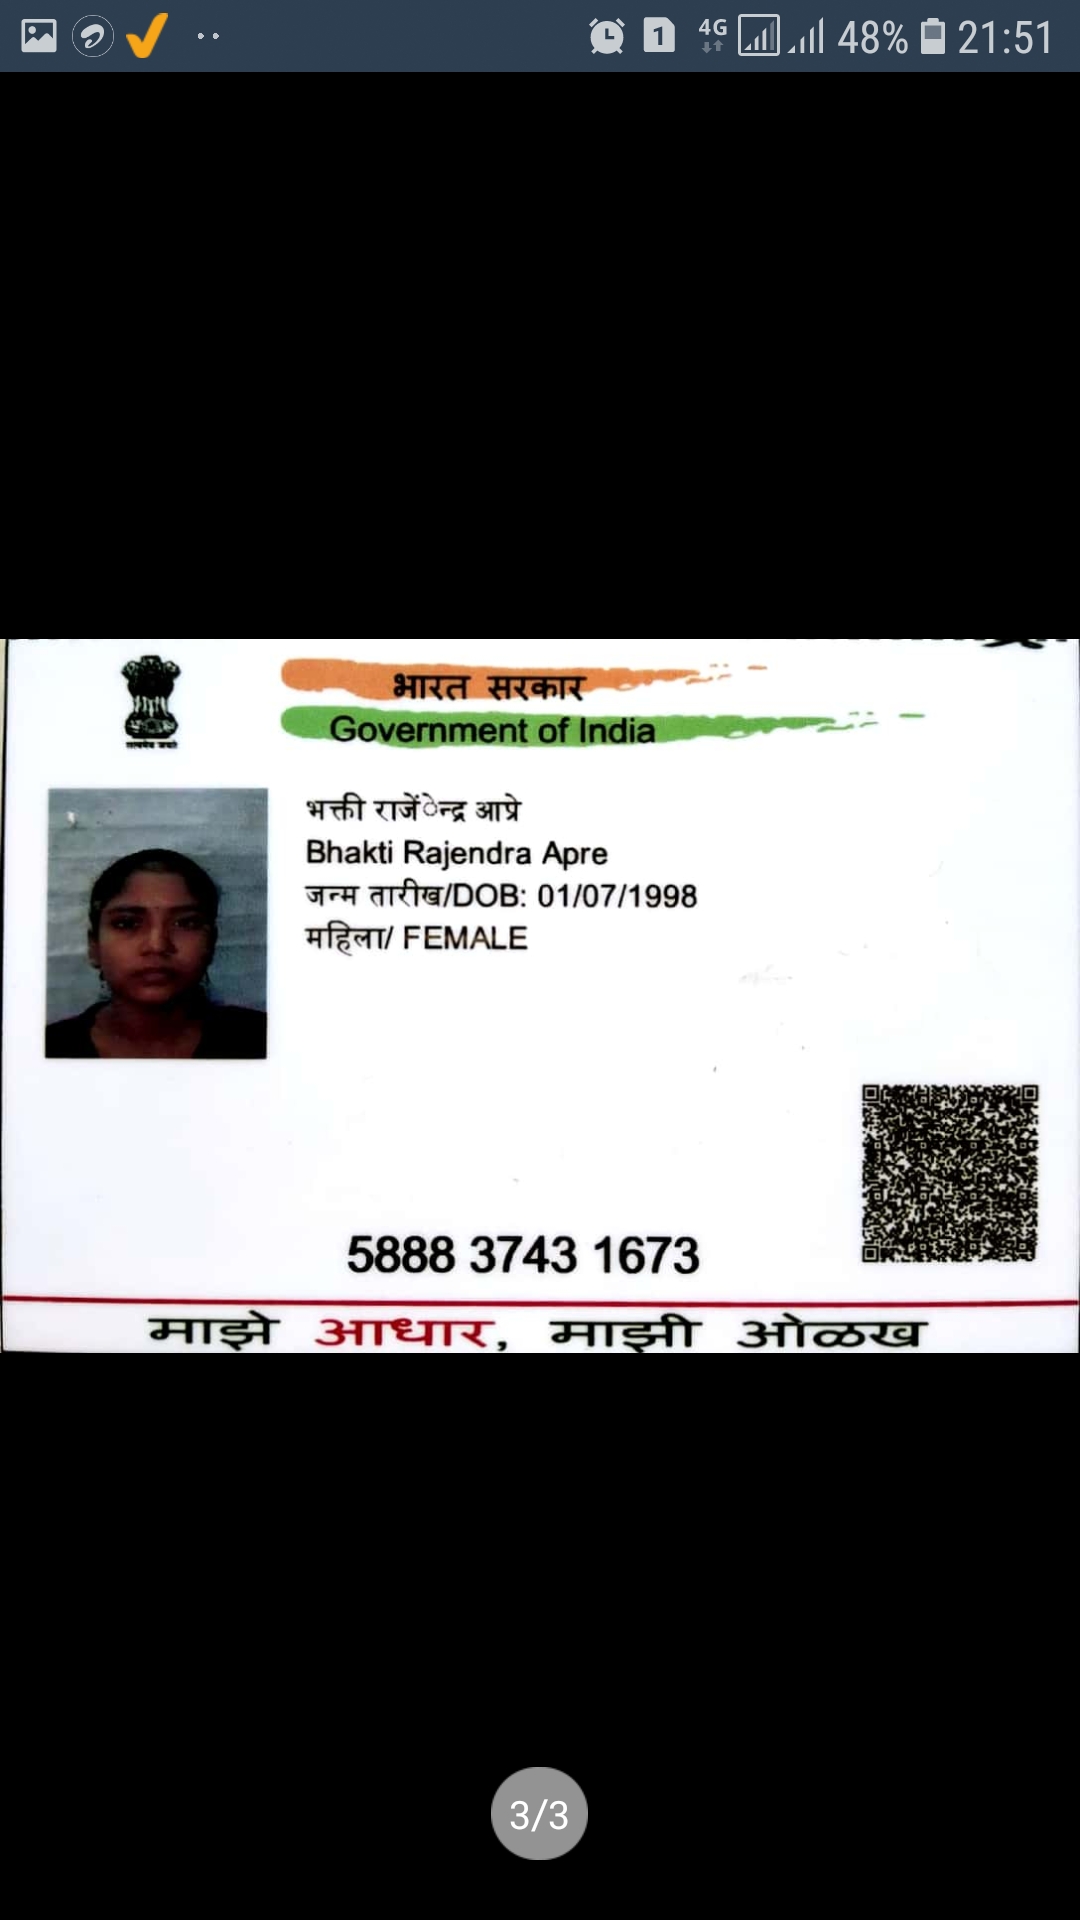 48% 21:51
4G
1
भारत सरकार
Government of India
सत्यमेव जयते
भक्ती राजेंेन्द्र आप्रे
Bhakti Rajendra Apre
जन्म तारीख/DOB: 01/07/1998
महिला/ FEMALE
5888 3743 1673
माझे आधार, माझी ओळख
3/3